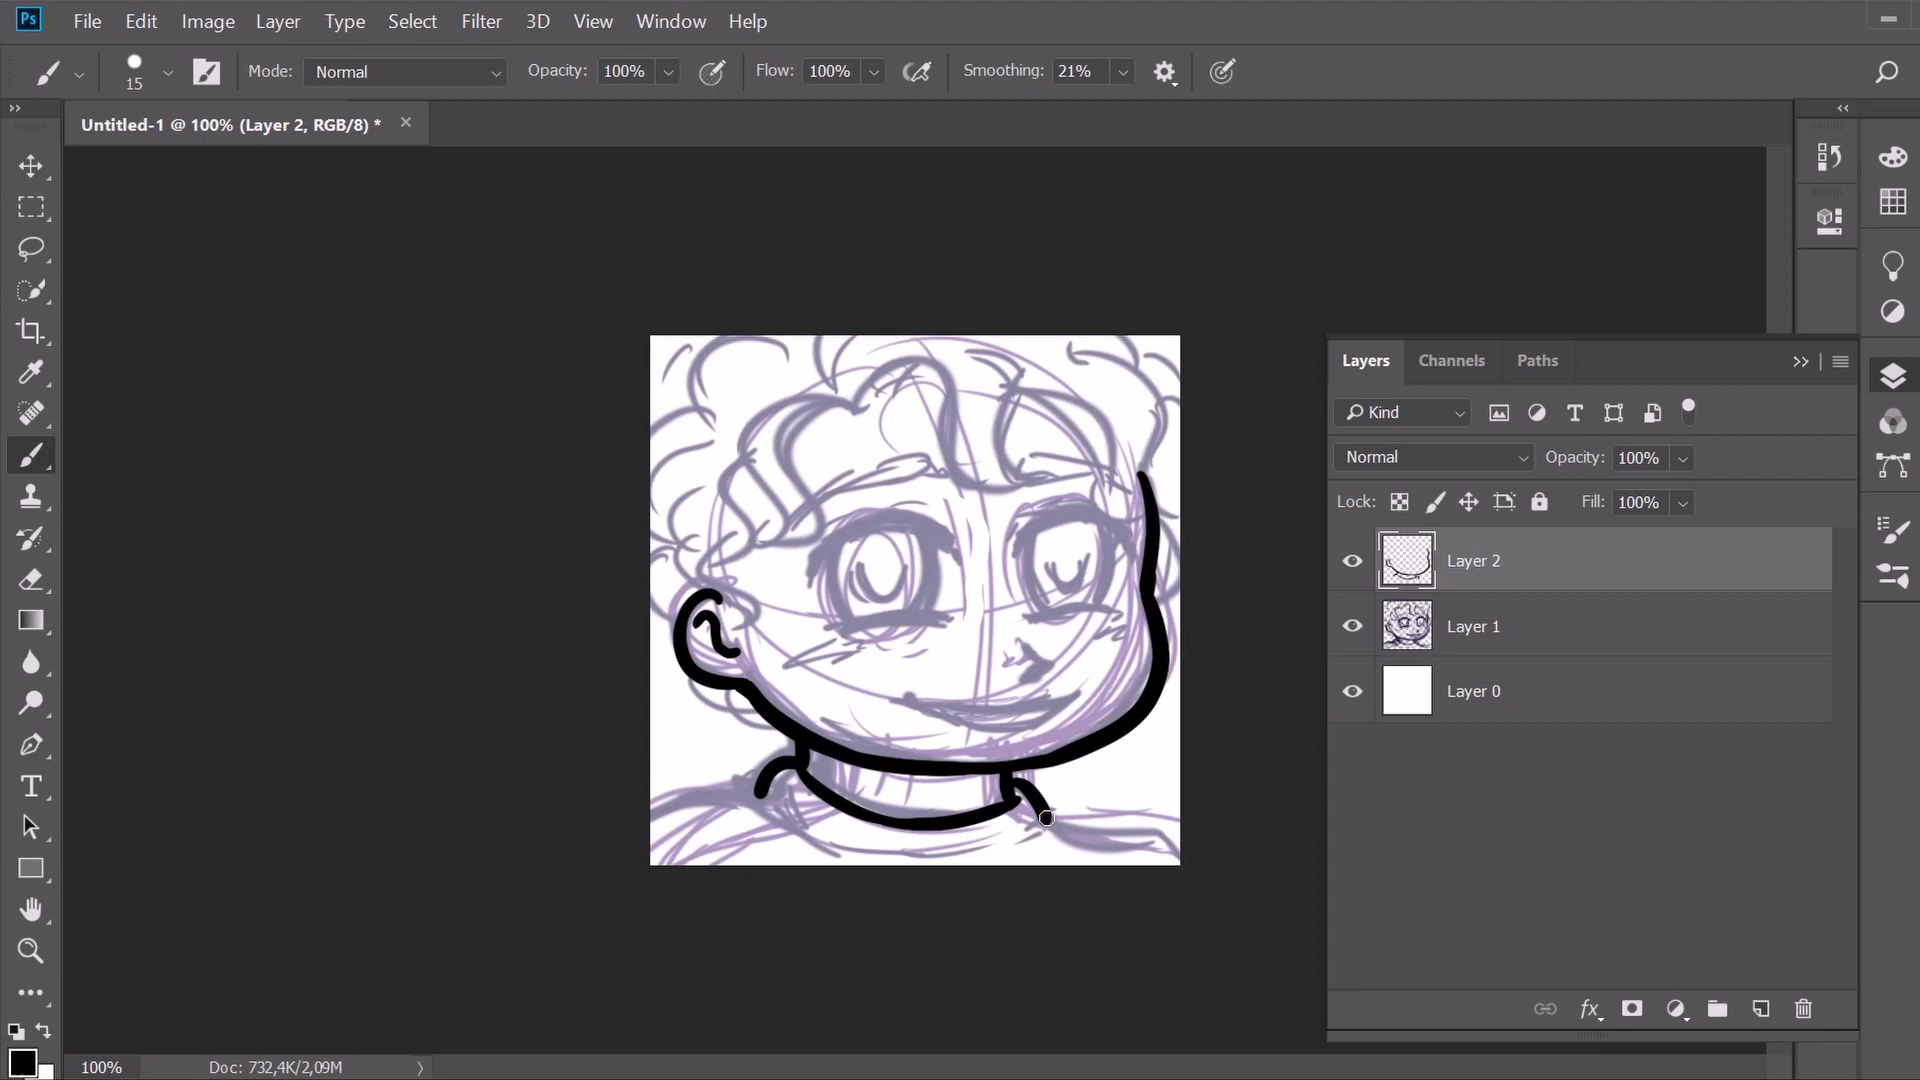 Ps File Edit Image Layer Type Select Filter 3D View Window Help
15 Mode: Normal Opacity: 100% Flow: 100% Smoothing: 21%
Untitled-1 @ 100% (Layer 2, RGB/8) *
Layers Channels Paths
Kind
Normal Opacity: 100%
Lock: Fill: 100%
Layer 2
Layer 1
Layer 0
fx
100% Doc: 732,4K/2,09M